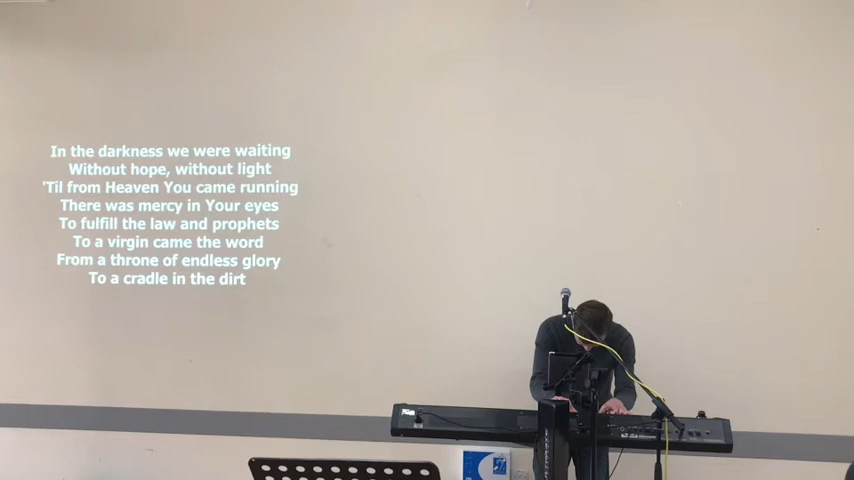 In the darkness we were waiting
Without hope, without light
'Til from Heaven You came running
There was mercy in Your eyes
To fulfill the law and prophets
To a virgin came the word
From a throne of endless glory
To a cradle in the dirt